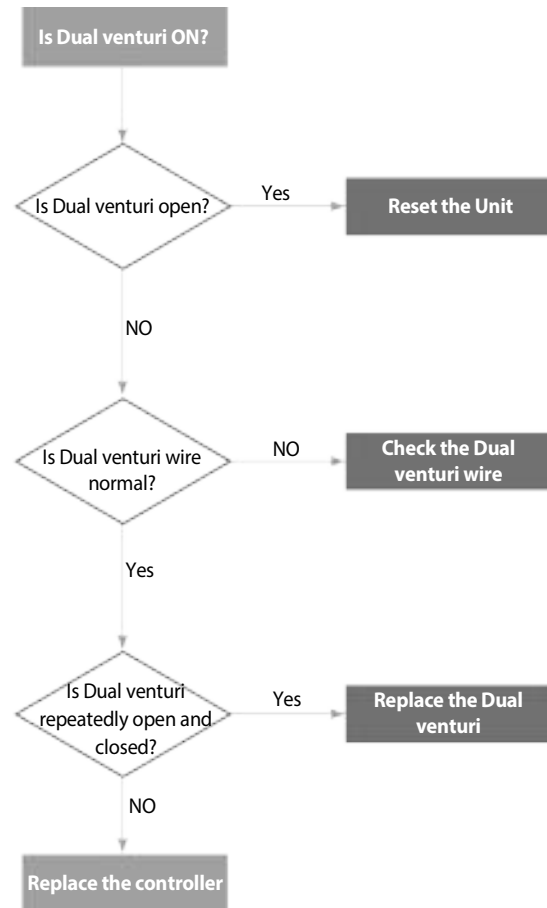 Is Dual venturi ON?
Is Dual venturi open?
Yes
Reset the Unit
NO
Is Dual venturi wire
normal?
NO
Check the Dual
venturi wire
Yes
Is Dual venturi
repeatedly open and
closed?
Yes
Replace the Dual
venturi
NO
Replace the controller